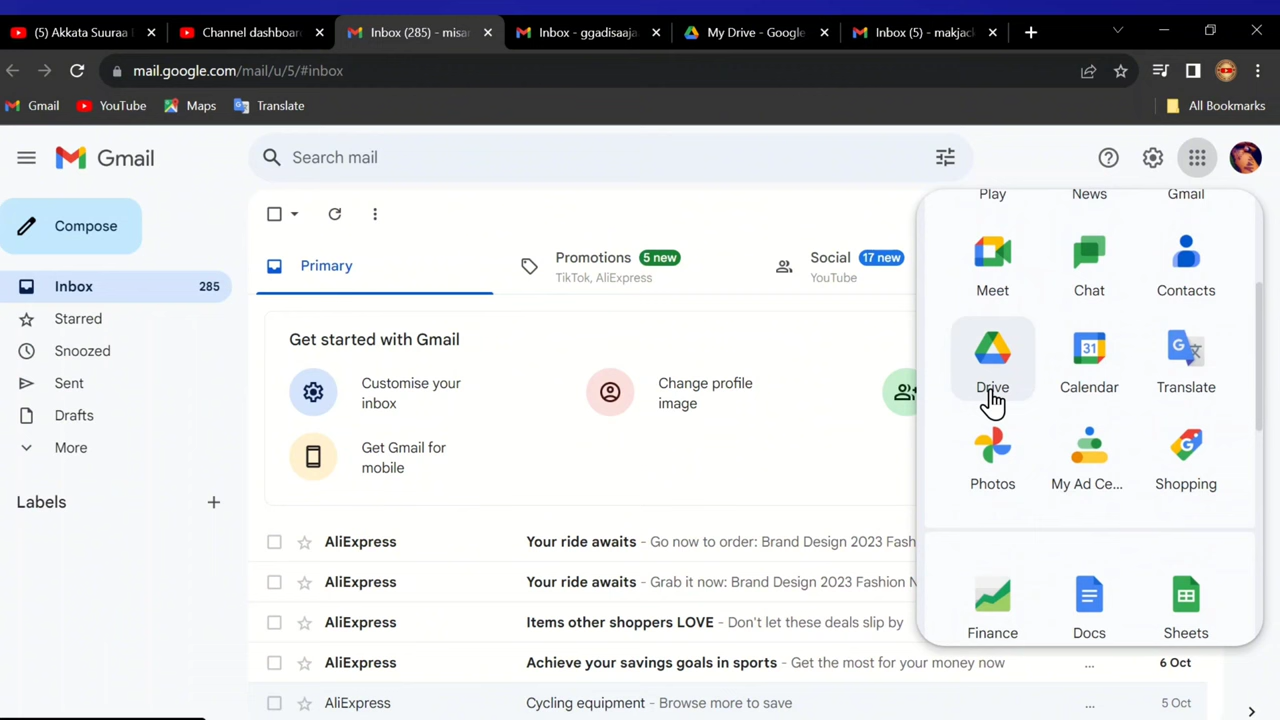 (5) Akkata Suuraa
Channel dashboar
Inbox (285) - misar
Inbox - ggadisaaja
My Drive - Google
Inbox (5) - makjack
mail.google.com/mail/u/5/#inbox
Gmail
YouTube
Maps
Translate
All Bookmarks
Gmail
Search mail
Compose
Inbox 285
Starred
Snoozed
Sent
Drafts
More
Labels
Primary
Promotions 5 new
TikTok, AliExpress
Social 17 new
YouTube
Get started with Gmail
Customise your
inbox
Change profile
image
Get Gmail for
mobile
AliExpress Your ride awaits - Go now to order: Brand Design 2023 Fash
AliExpress Your ride awaits - Grab it now: Brand Design 2023 Fashion N
AliExpress Items other shoppers LOVE - Don't let these deals slip by
AliExpress Achieve your savings goals in sports - Get the most for your money now ... 6 Oct
AliExpress Cycling equipment - Browse more to save ... 5 Oct
Play News Gmail
Meet Chat Contacts
Drive Calendar Translate
31
Photos My Ad Ce... Shopping
Finance Docs Sheets